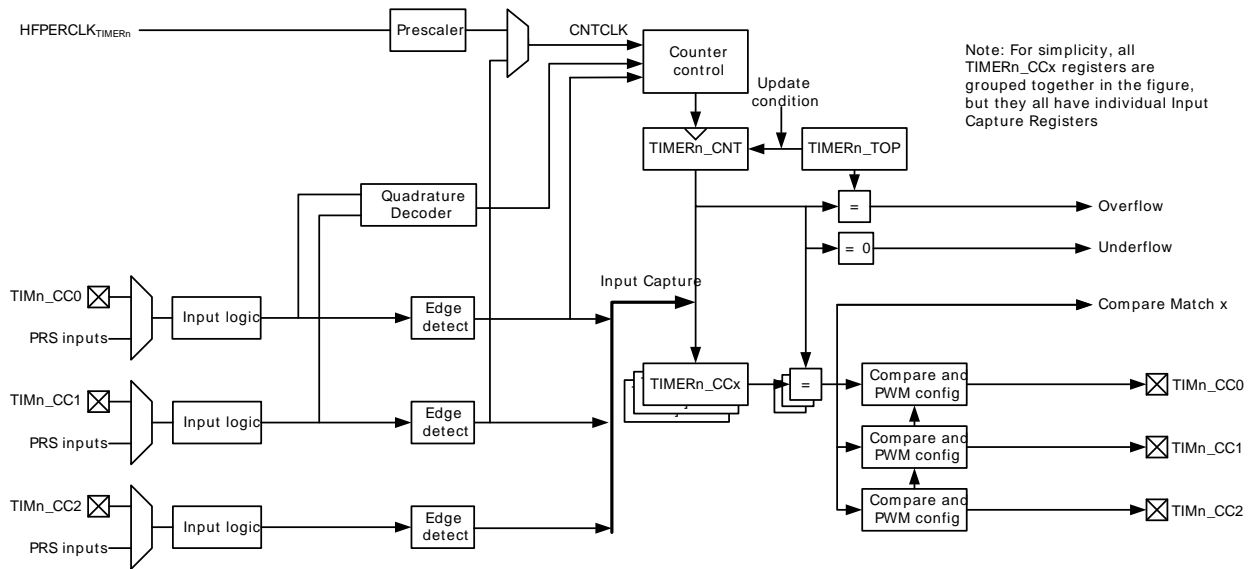 HFPERCLKTIMERn
Prescaler
CNTCLK
Counter
control
Note: For simplicity, all
TIMERn_CCx registers are
grouped together in the figure,
but they all have individual Input
Capture Registers
Update
condition
TIMERn_CNT
TIMERn_TOP
Quadrature
Decoder
=
Overflow
= 0
Underflow
Input Capture
TIMn_CC0
PRS inputs
Input logic
Edge
detect
Compare Match x
TIMERn_CCx
=
Compare and
PWM config
TIMn_CC0
TIMn_CC1
PRS inputs
Input logic
Edge
detect
Compare and
PWM config
TIMn_CC1
TIMn_CC2
PRS inputs
Input logic
Edge
detect
Compare and
PWM config
TIMn_CC2